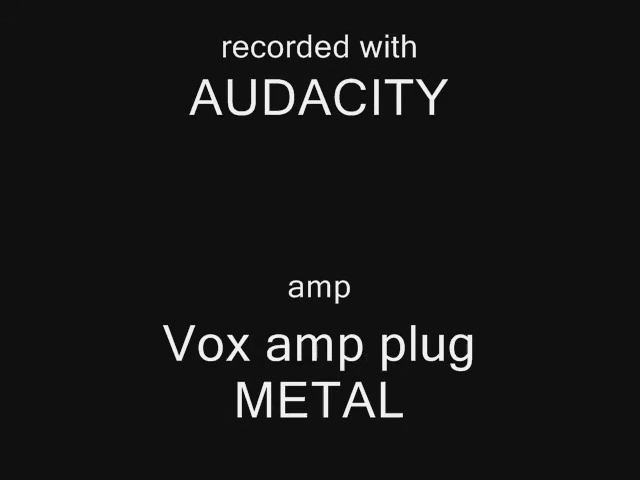 recorded with
AUDACITY
amp
Vox amp plug
METAL